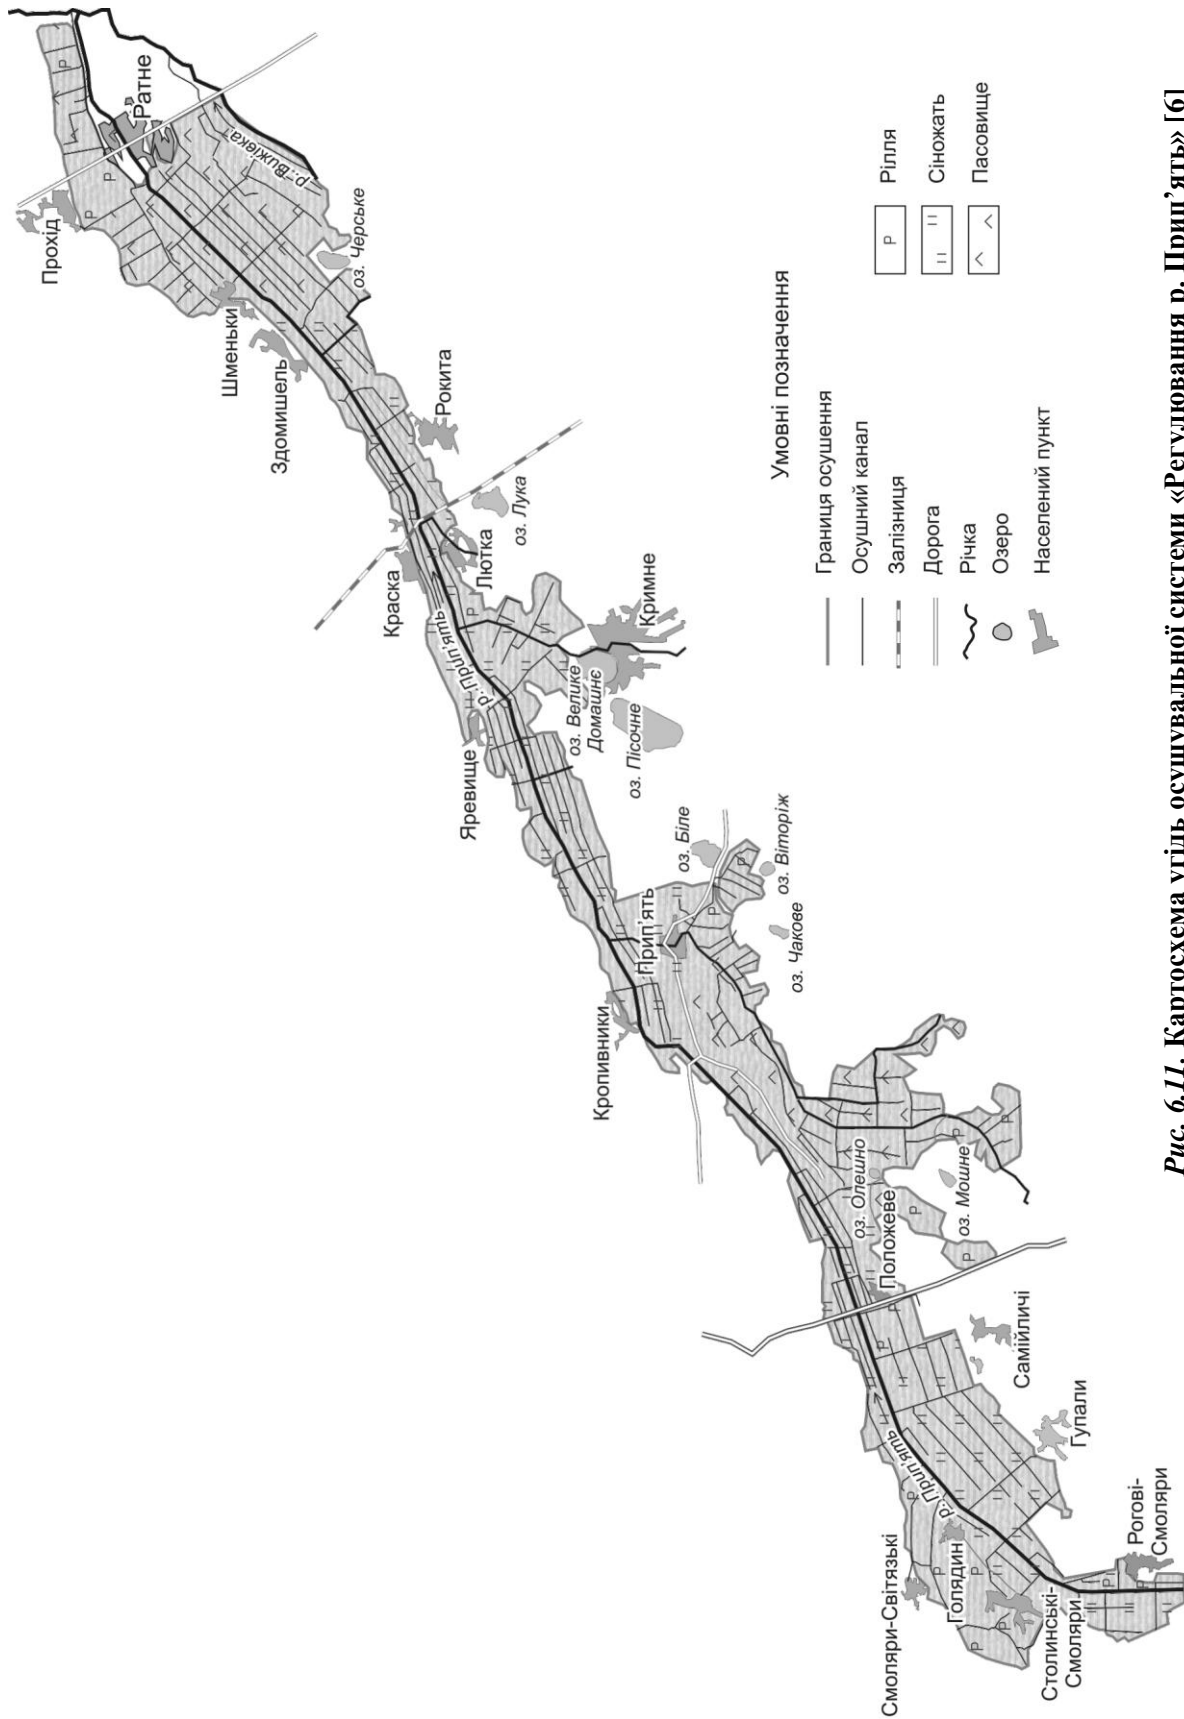 Смоляри-Світязькі
Голядин
Столинські-
Смоляри
Рогові-
Смоляри
р. Прип'ять
Гупали
Самійличі
Положеве
оз. Олешно
оз. Мошне
Кропивники
Прип'ять
оз. Чакове
оз. Віторіж
оз. Біле
Яревище
р. Прип'ять
оз. Пісочне
оз. Велике
Домашнє
Кримне
Краска
Лютка
оз. Лука
Рокита
Здомишель
Шменьки
оз. Черське
Прохід
Ратне
р. Вижівка
Р
Умовні позначення
Границя осушення
Осушний канал
Залізниця
Дорога
Річка
Озеро
Населений пункт
Р Рілля
Сіножать
Пасовище
Рис. 6.11. Картосхема угідь осушувальної системи «Регулювання р. Прип'ять» [6]